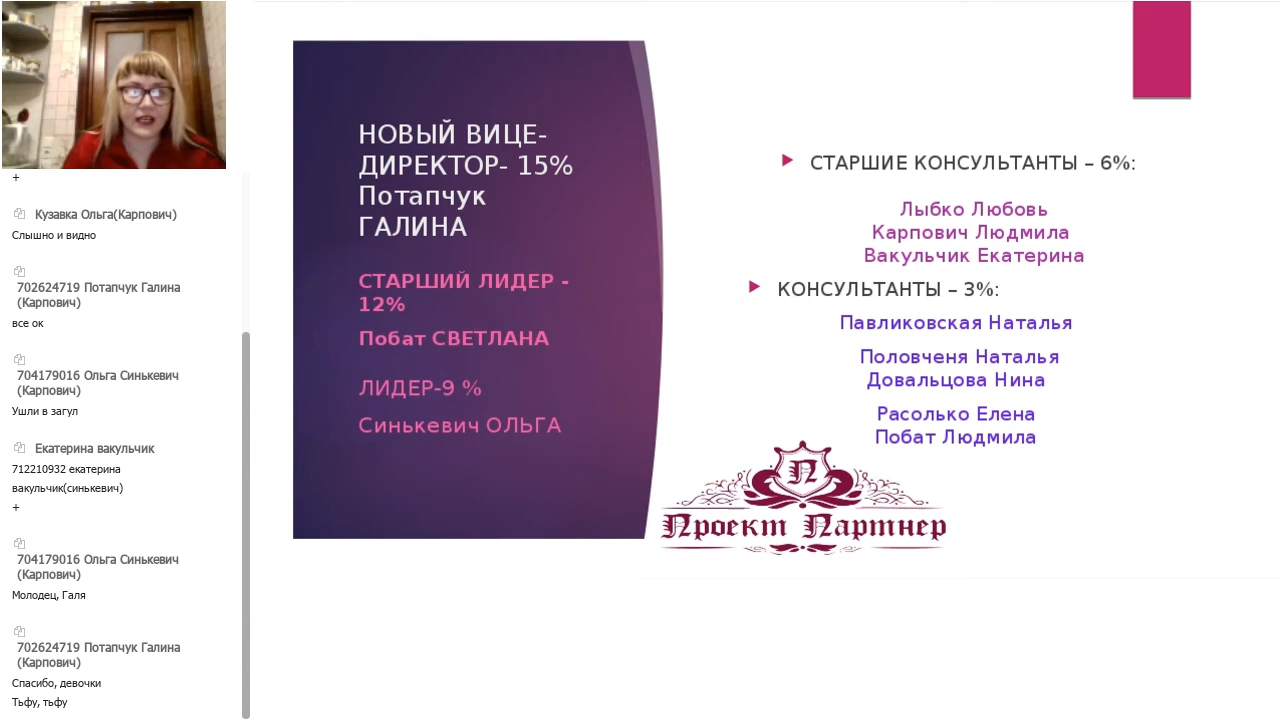 +
Кузавка Ольга(Карпович)
Слышно и видно
702624719 Потапчук Галина
(Карпович)
все ок
704179016 Ольга Синькевич
(Карпович)
Ушли в загул
Екатерина вакульчик
712210932 екатерина
вакульчик(синькевич)
+
704179016 Ольга Синькевич
(Карпович)
Молодец, Галя
702624719 Потапчук Галина
(Карпович)
Спасибо, девочки
Тьфу, тьфу
НОВЫЙ ВИЦЕ-
ДИРЕКТОР- 15%
Потапчук
ГАЛИНА
СТАРШИЙ ЛИДЕР -
12%
Побат СВЕТЛАНА
ЛИДЕР-9 %
Синькевич ОЛЬГА
СТАРШИЕ КОНСУЛЬТАНТЫ – 6%:
Лыбко Любовь
Карпович Людмила
Вакульчик Екатерина
КОНСУЛЬТАНТЫ – 3%:
Павликовская Наталья
Половченя Наталья
Довальцова Нина
Расолько Елена
Побат Людмила
П
Проект Партнер